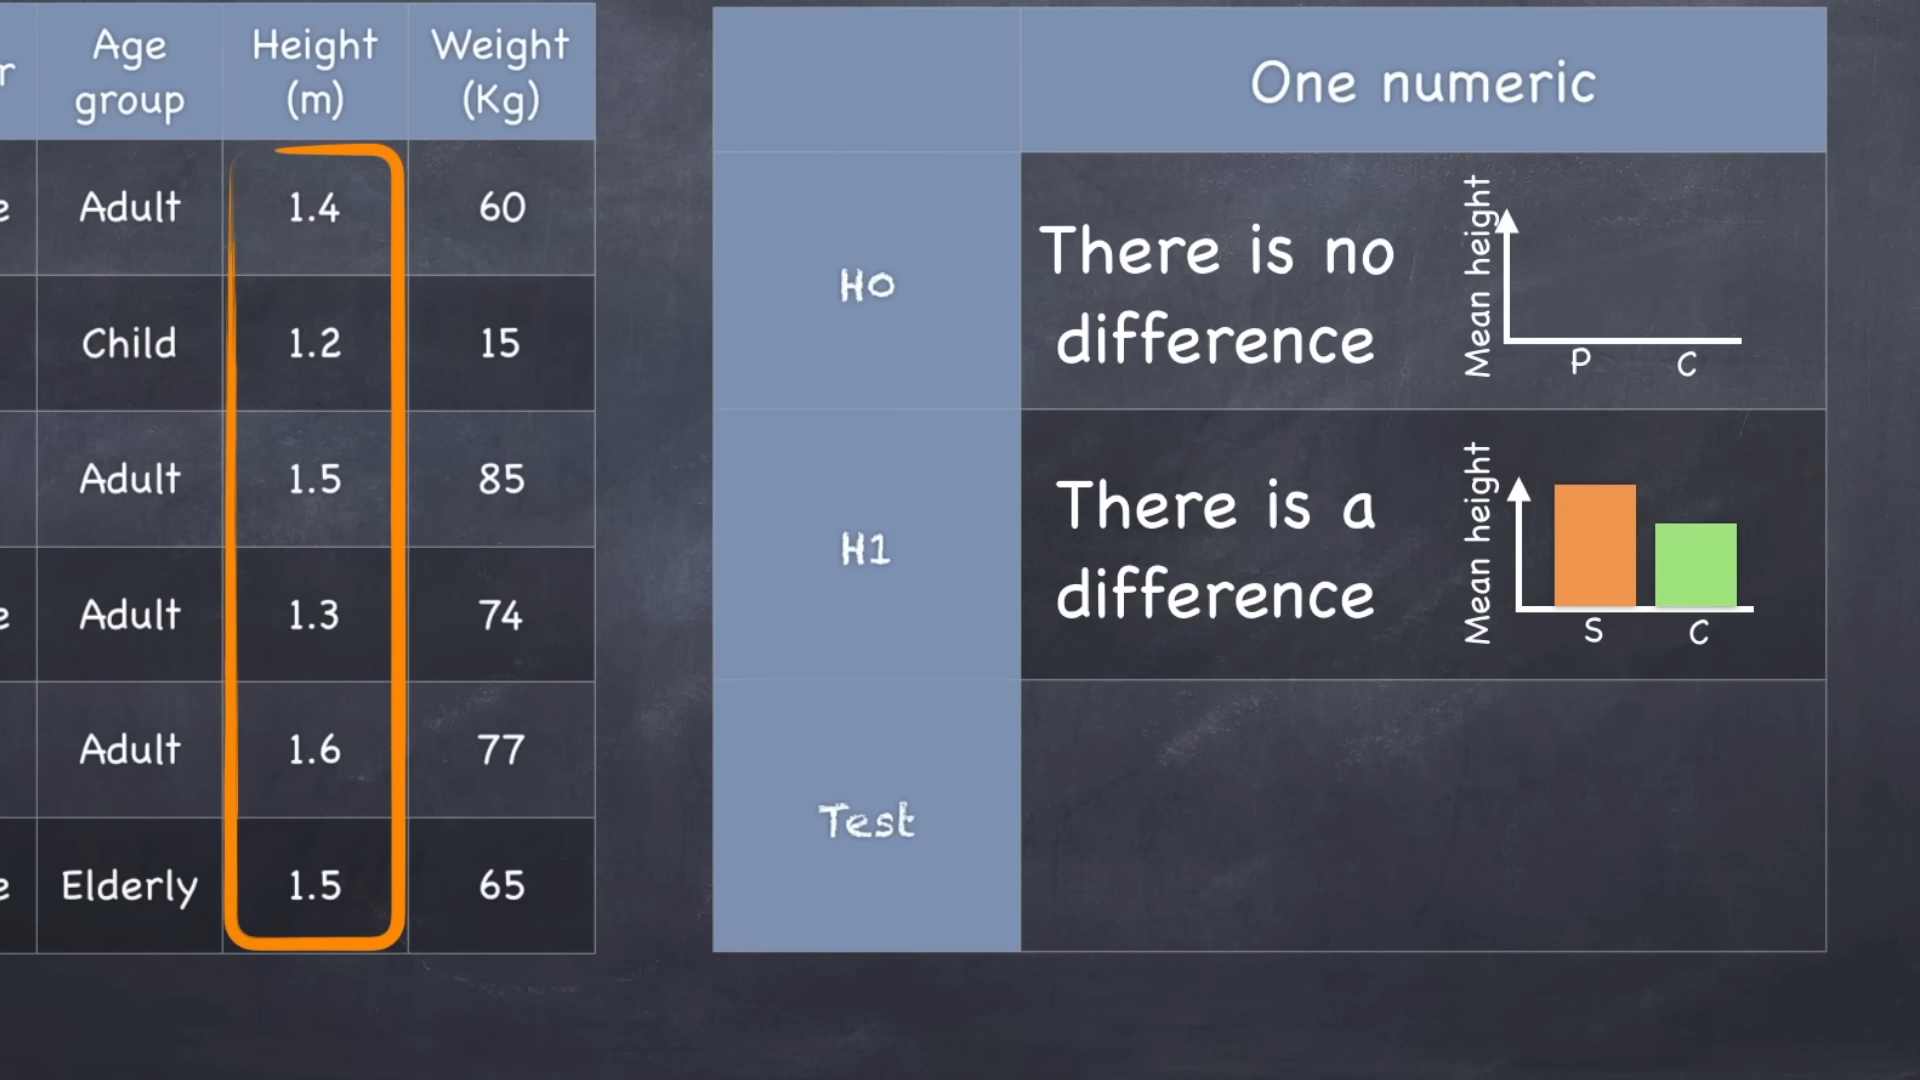 r
Age
group
Height
(m)
Weight
(Kg)
e
Adult
1.4
60
Child
1.2
15
Adult
1.5
85
e
Adult
1.3
74
Adult
1.6
77
e
Elderly
1.5
65
One numeric
H0
There is no
difference
Mean height
P
C
H1
There is a
difference
Mean height
S
C
Test